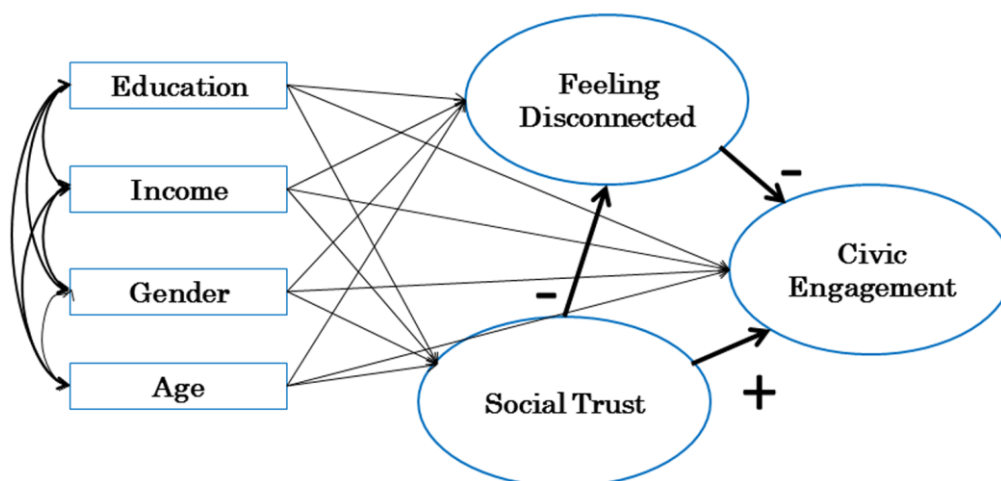 Education
Income
Gender
Age
Feeling
Disconnected
-
-
Social Trust
+
Civic
Engagement